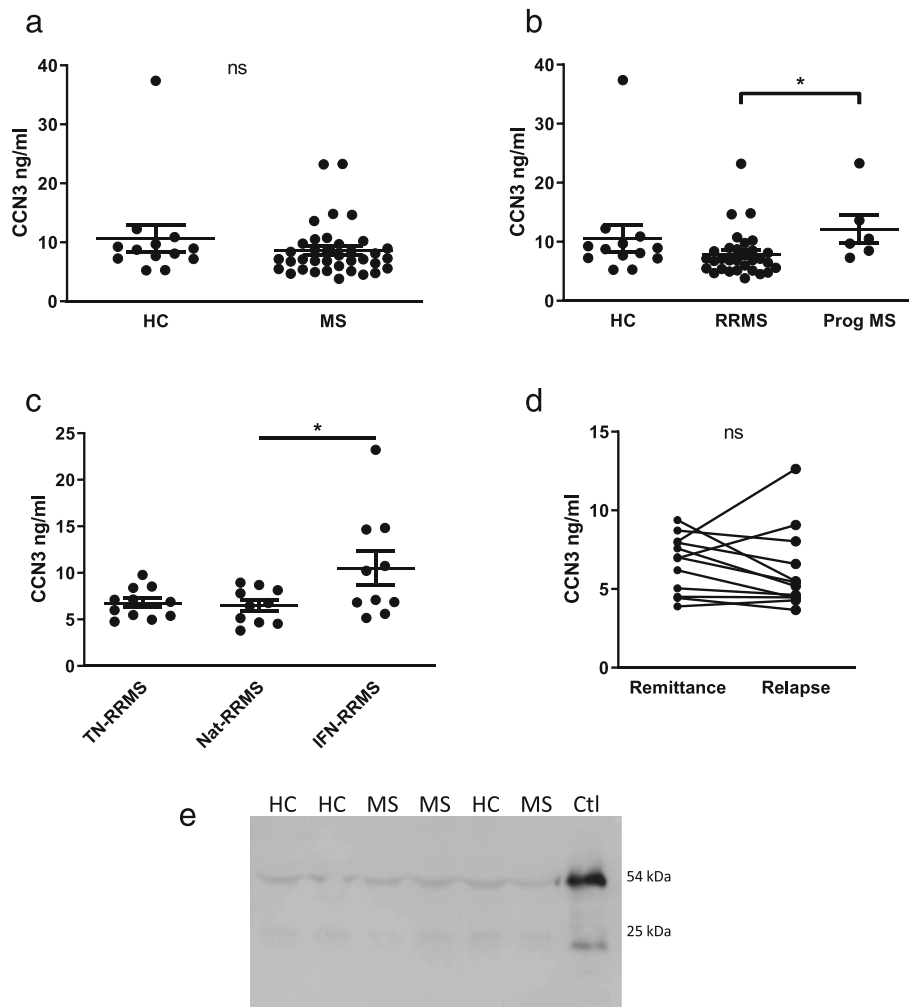 a
ns
CCN3 ng/ml
40
30
20
10
0
HC MS
b
*
CCN3 ng/ml
40
30
20
10
0
HC RRMS Prog MS
c
*
CCN3 ng/ml
25
20
15
10
5
0
TN-RRMS Nat-RRMS IFN-RRMS
d
ns
CCN3 ng/ml
15
10
5
0
Remittance Relapse
e
HC HC MS MS HC MS Ctl
54 kDa
25 kDa